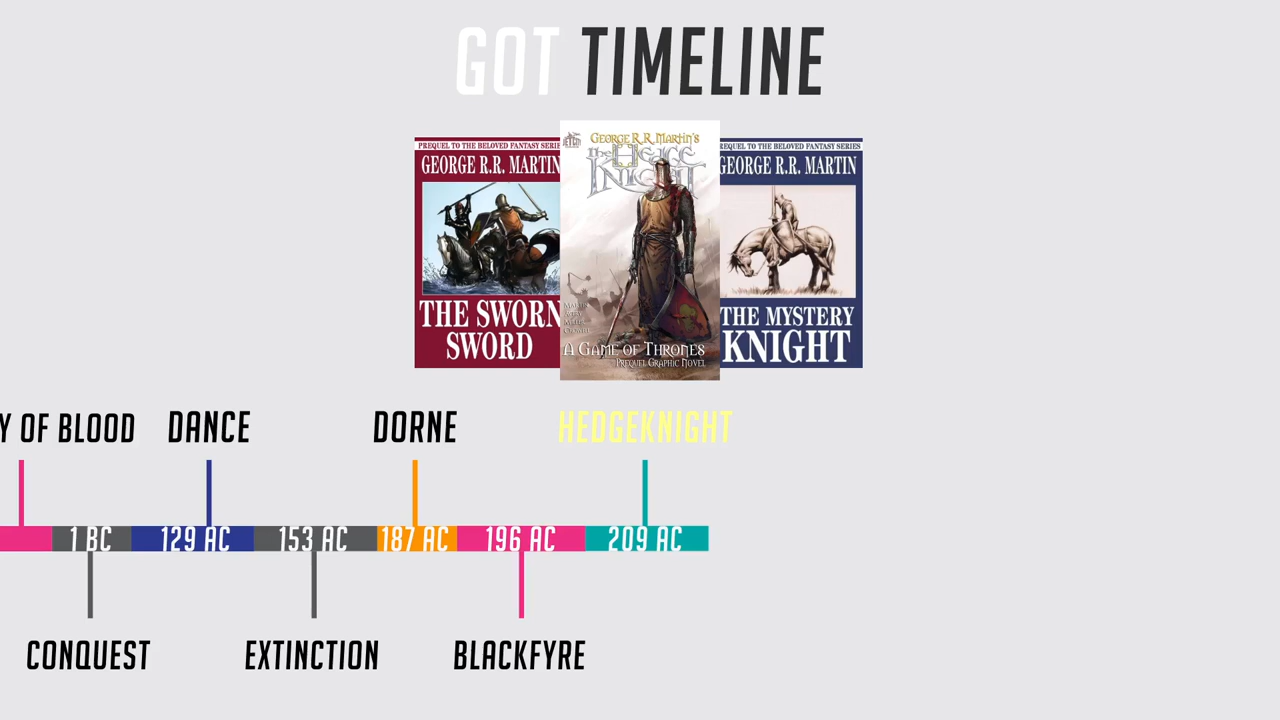 GOT TIMELINE
PREQUEL TO THE BELOVED FANTASY SERIE
GEORGE R.R. MARTIN
THE SWORN
SWORD
GEORGE R.R. MARTIN'S
The HEDGE
KNIGHT
A GAME OF THRONES
PREQUEL GRAPHIC NOVEL
PREQUEL TO THE BELOVED FANTASY SERIES
GEORGE R.R. MARTIN
THE MYSTERY
KNIGHT
Y OF BLOOD
DANCE
DORNE
HEDGEKNIGHT
1 BC
129 AC
153 AC
187 AC
196 AC
209 AC
CONQUEST
EXTINCTION
BLACKFYRE